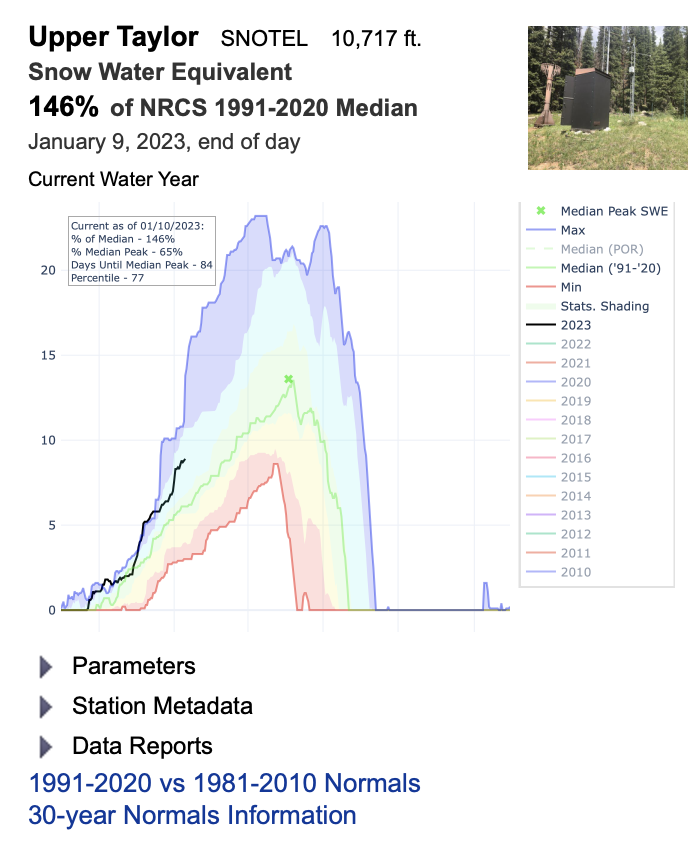 Upper Taylor SNOTEL 10,717 ft.
Snow Water Equivalent
146% of NRCS 1991-2020 Median
January 9, 2023, end of day
Current Water Year
Current as of 01/10/2023:
% of Median - 146%
% Median Peak - 65%
Days Until Median Peak - 84
Percentile - 77
20
15
10
5
0
Median Peak SWE
Max
Median (POR)
Median ('91-'20)
Min
Stats. Shading
2023
2022
2021
2020
2019
2018
2017
2016
2015
2014
2013
2012
2011
2010
Parameters
Station Metadata
Data Reports
1991-2020 vs 1981-2010 Normals
30-year Normals Information